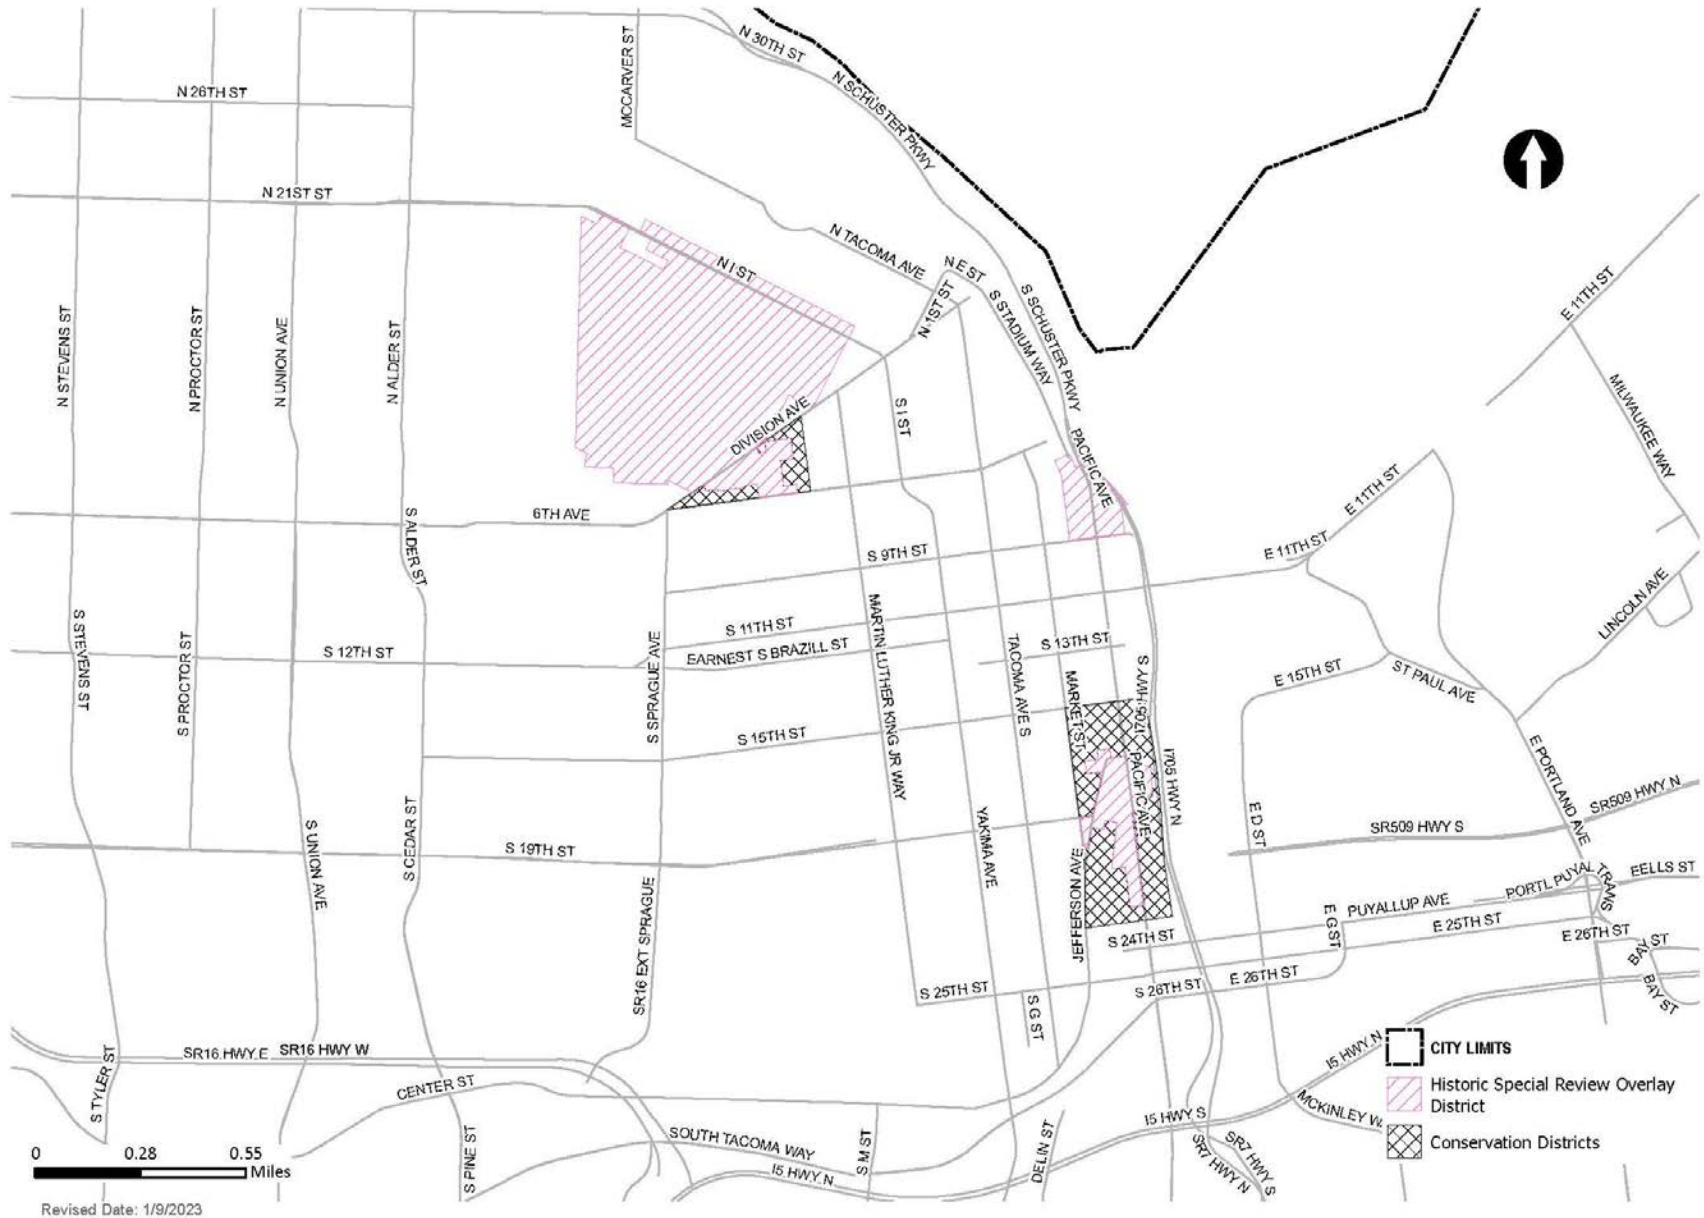 N 30TH ST
MCCARVER ST
N SCHUSTER PKWY
N 26TH ST
N 21ST ST
N TACOMA AVE
N I ST
N E ST
N 1ST ST
S STADIUM WAY
S SCHUSTER PKWY
E 11TH ST
N STEVENS ST
N PROCTOR ST
N UNION AVE
N ALDER ST
DIVISION AVE
S I ST
PACIFIC AVE
MILWAUKEE WAY
E 11TH ST
6TH AVE
S ALDER ST
S 9TH ST
E 11TH ST
LINCOLN AVE
S STEVENS ST
S PROCTOR ST
S 12TH ST
S SPRAGUE AVE
S 11TH ST
EARNEST S BRAZILL ST
MARTIN LUTHER KING JR WAY
TACOMA AVE S
S 13TH ST
MARKET ST
I705 HWY S
E 15TH ST
ST PAUL AVE
S 15TH ST
PACIFIC AVE
I705 HWY N
E PORTLAND AVE
SR509 HWY N
S UNION AVE
S CEDAR ST
S 19TH ST
YAKIMA AVE
E D ST
SR509 HWY S
SR16 EXT SPRAGUE
JEFFERSON AVE
S 24TH ST
E G ST
PUYALLUP AVE
PORTL PUYAL TRANS
EELLS ST
E 25TH ST
E 26TH ST
BAY ST
BAY ST
S 25TH ST
S G ST
S 26TH ST
E 26TH ST
I5 HWY N
SR16 HWY E
SR16 HWY W
S TYLER ST
CENTER ST
S PINE ST
SOUTH TACOMA WAY
I5 HWY N
S M ST
DELIN ST
I5 HWY S
SR7 HWY N
SR7 HWY S
MCKINLEY W
CITY LIMITS
Historic Special Review Overlay
District
Conservation Districts
0 0.28 0.55
Miles
Revised Date: 1/9/2023